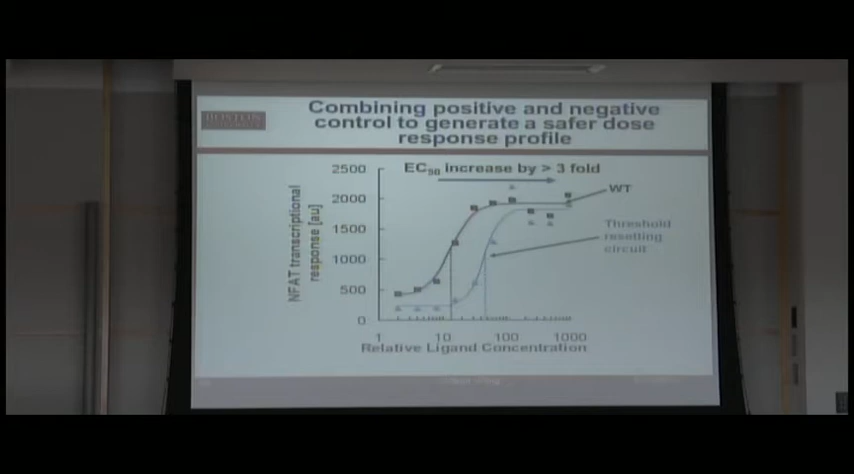 BOSTON
Combining positive and negative
control to generate a safer dose
response profile
EC50 increase by > 3 fold
2500
2000
1500
1000
500
0
NFAT transcriptional
response [au]
WT
Threshold
resetting
circuit
1 10 100 1000
Relative Ligand Concentration